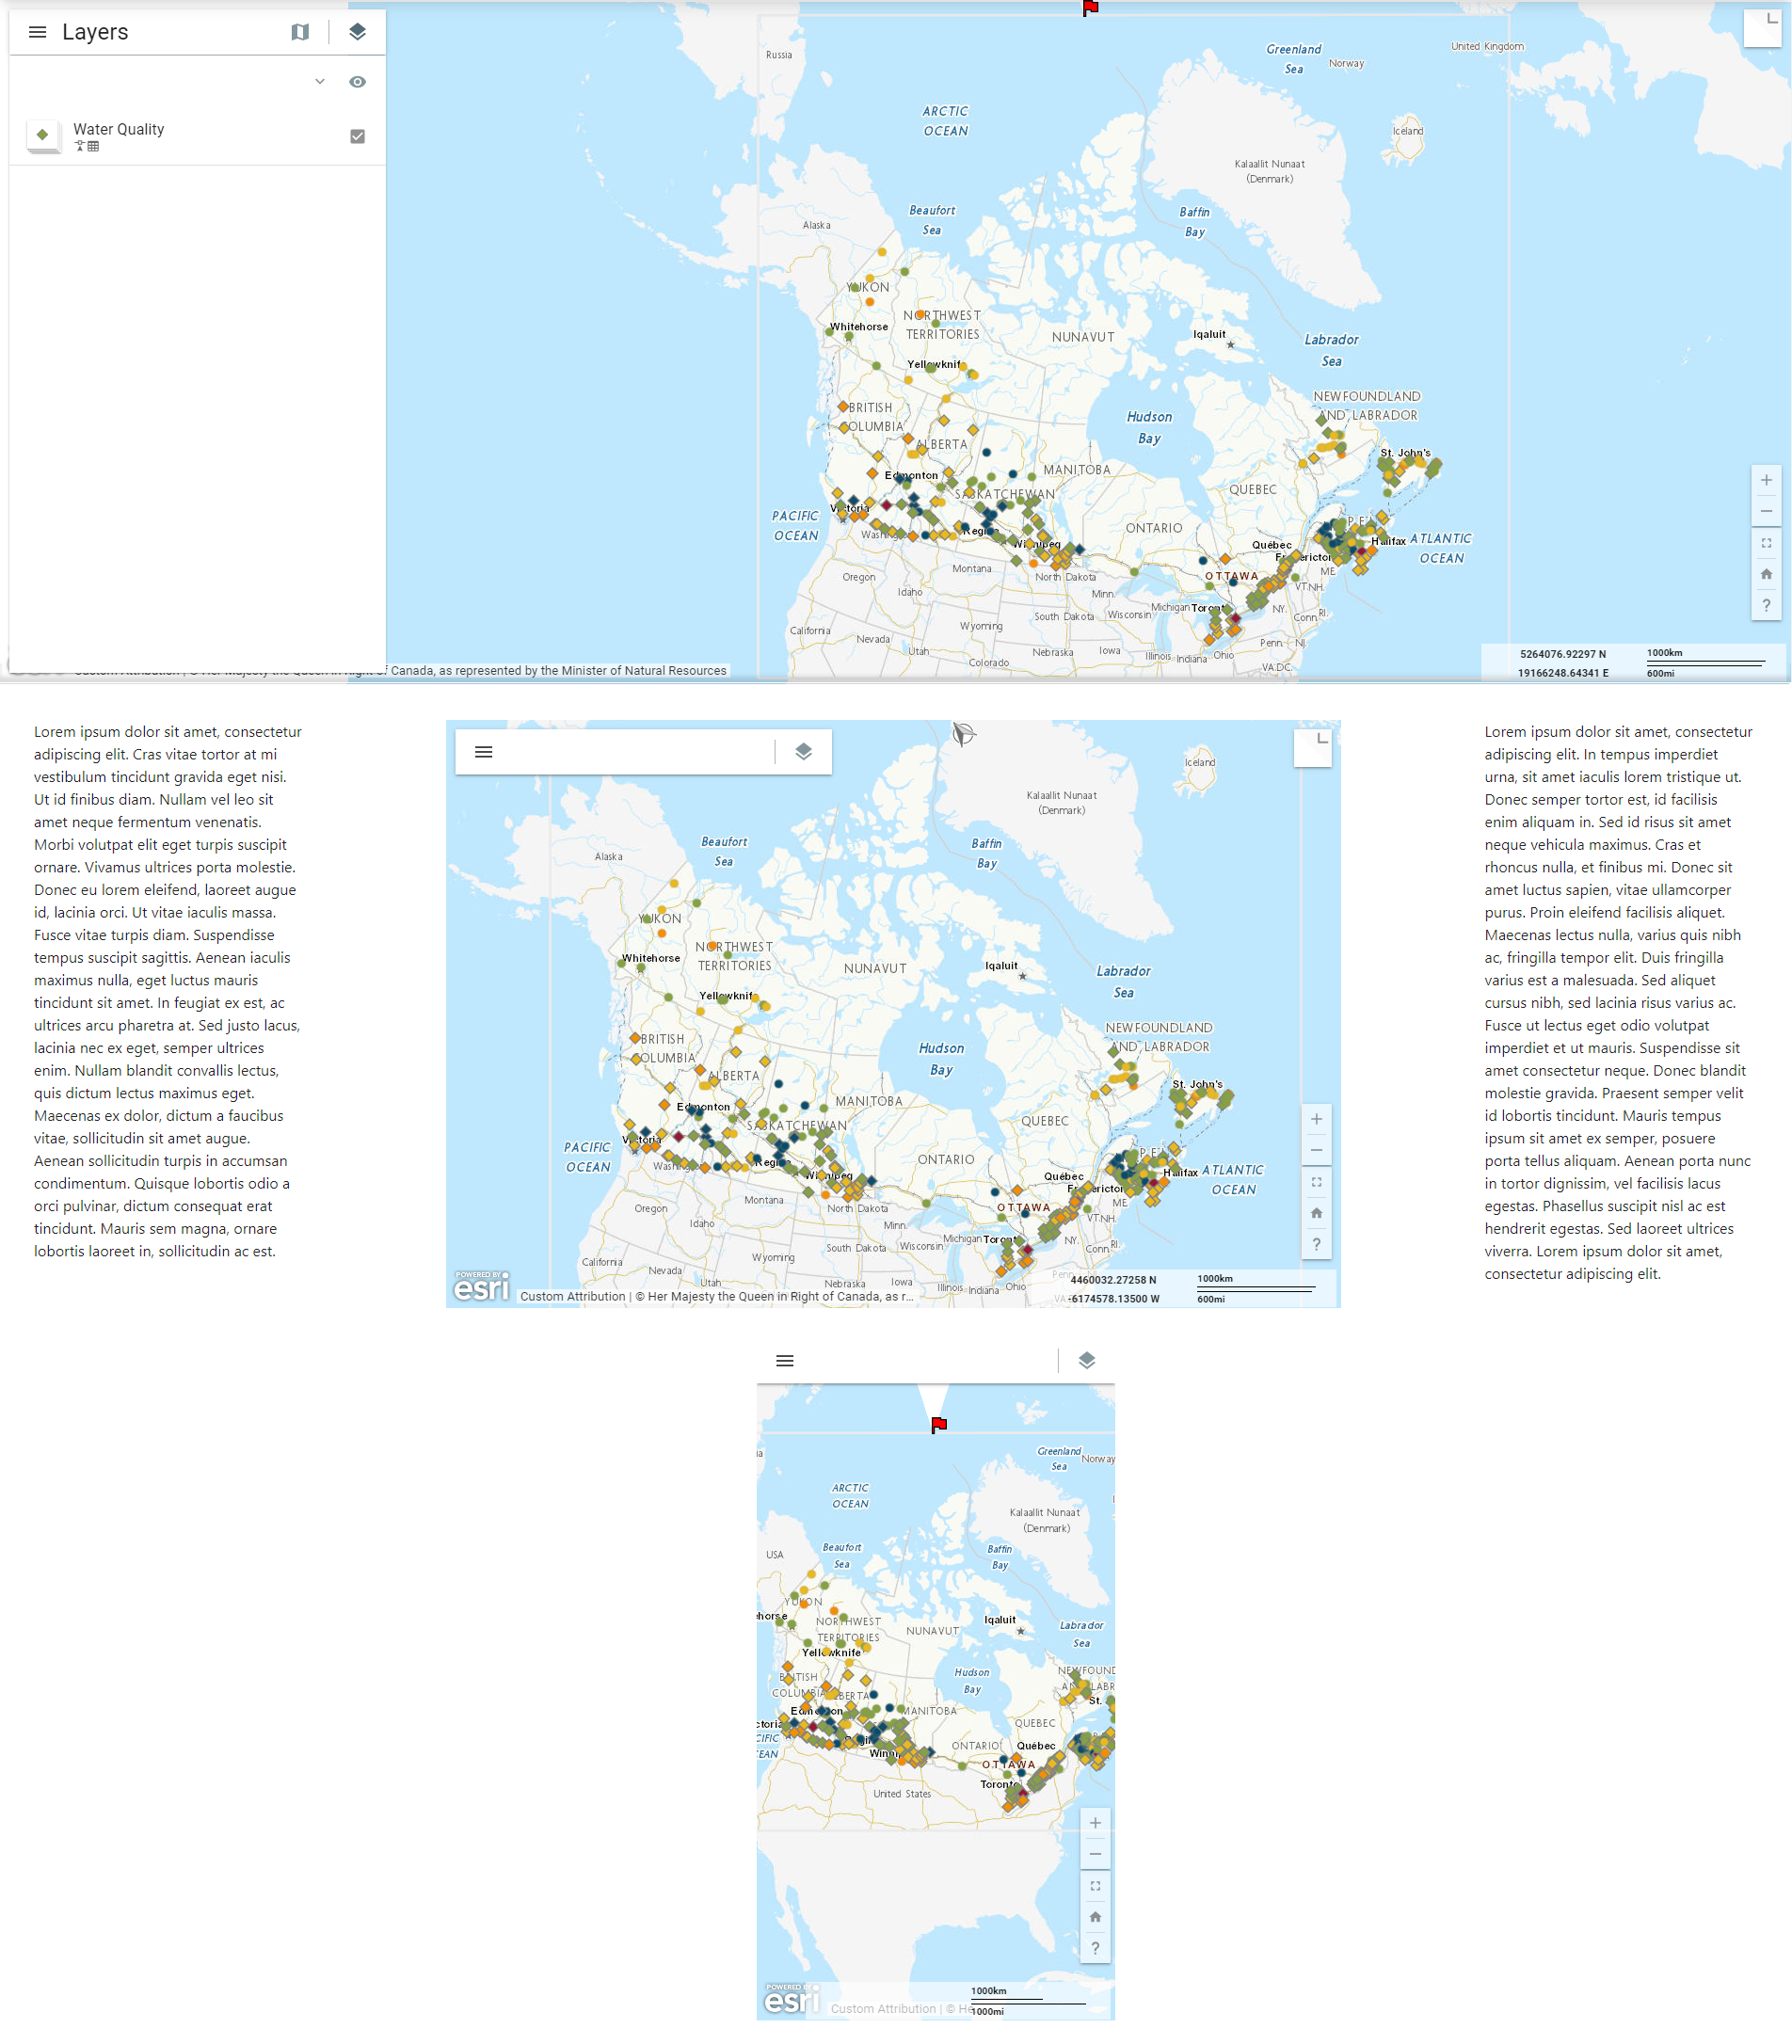 Layers
Water Quality
Russia
Greenland
Sea
Norway
United Kingdom
ARCTIC
OCEAN
Iceland
Kalaallit Nunaat
(Denmark)
Beaufort
Sea
Baffin
Bay
Alaska
YUKON
NORTHWEST
TERRITORIES
Whitehorse
NUNAVUT
Iqaluit
Labrador
Sea
Yellowknif
BRITISH
COLUMBIA
ALBERTA
Hudson
Bay
NEWFOUNDLAND
AND LABRADOR
St. John's
Edmonton
MANITOBA
SASKATCHEWAN
QUEBEC
PACIFIC
OCEAN
Victoria
ONTARIO
Winnipeg
Québec
Halifax
ATLANTIC
OCEAN
OTTAWA
ME
VT.NH.
Montana
North Dakota
Oregon
Idaho
Minn.
Michigan
Toront
NY.
RI.
Conn
South Dakota
Wisconsin
Wyoming
California
Nevada
Utah
Colorado
Nebraska
Iowa
Illinois
Indiana
Ohio
Penn
NJ
VA.DC.
Custom Attribution | © Her Majesty the Queen in Right of Canada, as represented by the Minister of Natural Resources
5264076.92297 N
19166248.64341 E
1000km
600mi
?
Lorem ipsum dolor sit amet, consectetur
adipiscing elit. Cras vitae tortor at mi
vestibulum tincidunt gravida eget nisi.
Ut id finibus diam. Nullam vel leo sit
amet neque fermentum venenatis.
Morbi volutpat elit eget turpis suscipit
ornare. Vivamus ultrices porta molestie.
Donec eu lorem eleifend, laoreet augue
id, lacinia orci. Ut vitae iaculis massa.
Fusce vitae turpis diam. Suspendisse
tempus suscipit sagittis. Aenean iaculis
maximus nulla, eget luctus mauris
tincidunt sit amet. In feugiat ex est, ac
ultrices arcu pharetra at. Sed justo lacus,
lacinia nec ex eget, semper ultrices
enim. Nullam blandit convallis lectus,
quis dictum lectus maximus eget.
Maecenas ex dolor, dictum a faucibus
vitae, sollicitudin sit amet augue.
Aenean sollicitudin turpis in accumsan
condimentum. Quisque lobortis odio a
orci pulvinar, dictum consequat erat
tincidunt. Mauris sem magna, ornare
lobortis laoreet in, sollicitudin ac est.
Iceland
Kalaallit Nunaat
(Denmark)
Beaufort
Sea
Baffin
Bay
Alaska
YUKON
NORTHWEST
TERRITORIES
Whitehorse
NUNAVUT
Iqaluit
Labrador
Sea
Yellowknif
BRITISH
COLUMBIA
ALBERTA
Hudson
Bay
NEWFOUNDLAND
AND LABRADOR
St. John's
Edmonton
MANITOBA
SASKATCHEWAN
QUEBEC
PACIFIC
OCEAN
Victoria
ONTARIO
Winnipeg
Québec
Halifax
ATLANTIC
OCEAN
OTTAWA
ME
VT.NH.
Montana
North Dakota
Oregon
Idaho
Minn.
Michigan
Toront
NY.
RI.
Conn
South Dakota
Wisconsin
Wyoming
California
Nevada
Utah
Nebraska
Iowa
Illinois
Indiana
Ohio
Penn
POWERED BY
esri
Custom Attribution | © Her Majesty the Queen in Right of Canada, as r...
4460032.27258 N
-6174578.13500 W
1000km
600mi
?
Lorem ipsum dolor sit amet, consectetur
adipiscing elit. In tempus imperdiet
urna, sit amet iaculis lorem tristique ut.
Donec semper tortor est, id facilisis
enim aliquam in. Sed id risus sit amet
neque vehicula maximus. Cras et
rhoncus nulla, et finibus mi. Donec sit
amet luctus sapien, vitae ullamcorper
purus. Proin eleifend facilisis aliquet.
Maecenas lectus nulla, varius quis nibh
ac, fringilla tempor elit. Duis fringilla
varius est a malesuada. Sed aliquet
cursus nibh, sed lacinia risus varius ac.
Fusce ut lectus eget odio volutpat
imperdiet et ut mauris. Suspendisse sit
amet consectetur neque. Donec blandit
molestie gravida. Praesent semper velit
id lobortis tincidunt. Mauris tempus
ipsum sit amet ex semper, posuere
porta tellus aliquam. Aenean porta nunc
in tortor dignissim, vel facilisis lacus
egestas. Phasellus suscipit nisl ac est
hendrerit egestas. Sed laoreet ultrices
viverra. Lorem ipsum dolor sit amet,
consectetur adipiscing elit.
Greenland
Sea
Norway
ARCTIC
OCEAN
Kalaallit Nunaat
(Denmark)
USA
Beaufort
Sea
Baffin
Bay
YUKON
ehorse
NORTHWEST
TERRITORIES
NUNAVUT
Iqaluit
Labrador
Sea
Yellowknife
BRITISH
COLUMBIA
ALBERTA
Hudson
Bay
NEWFOUND
AND LABR
St.
Edmonton
MANITOBA
QUEBEC
ctoria
CIFIC
EAN
ONTARIO
Québec
OTTAWA
Toronto
United States
POWERED BY
esri
Custom Attribution | © He
1000km
1000mi
?